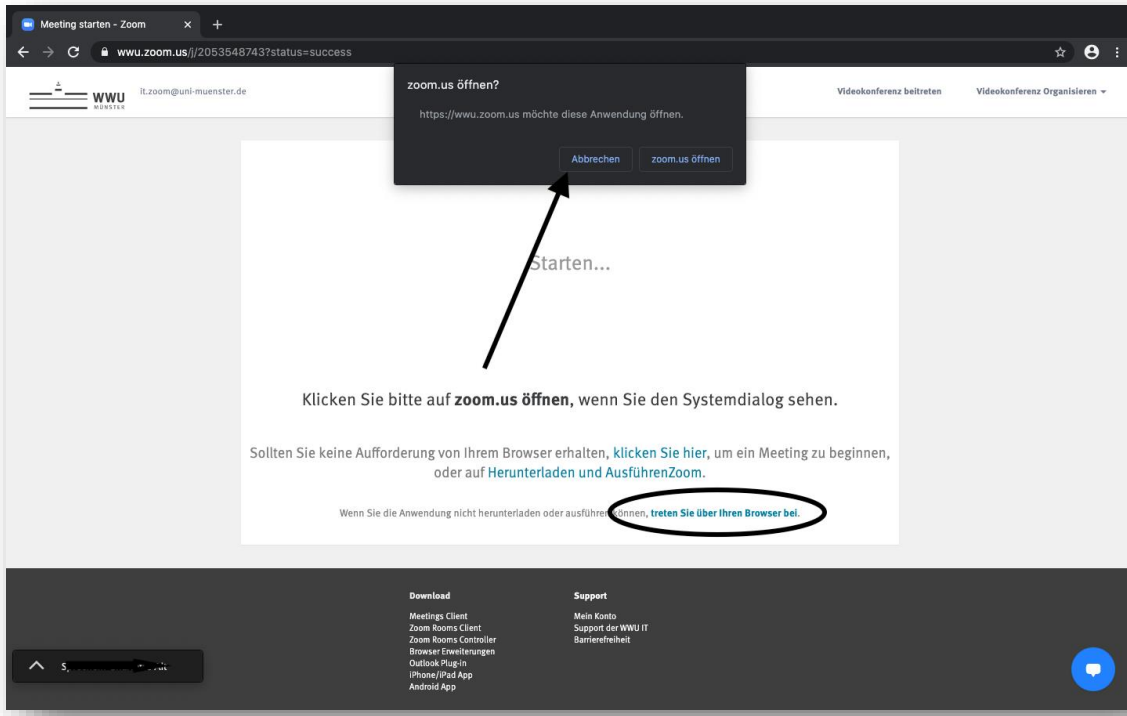 Meeting starten - Zoom
wwu.zoom.us/j/2053548743?status=success
WWU
MÜNSTER
it.zoom@uni-muenster.de
Videokonferenz beitreten
Videokonferenz Organisieren
zoom.us öffnen?
https://wwu.zoom.us möchte diese Anwendung öffnen.
Abbrechen
zoom.us öffnen
Starten...
Klicken Sie bitte auf zoom.us öffnen, wenn Sie den Systemdialog sehen.
Sollten Sie keine Aufforderung von Ihrem Browser erhalten, klicken Sie hier, um ein Meeting zu beginnen,
oder auf Herunterladen und AusführenZoom.
Wenn Sie die Anwendung nicht herunterladen oder ausführen können, treten Sie über Ihren Browser bei.
Download
Meetings Client
Zoom Rooms Client
Zoom Rooms Controller
Browser Erweiterungen
Outlook Plug-in
iPhone/iPad App
Android App
Support
Mein Konto
Support der WWU IT
Barrierefreiheit